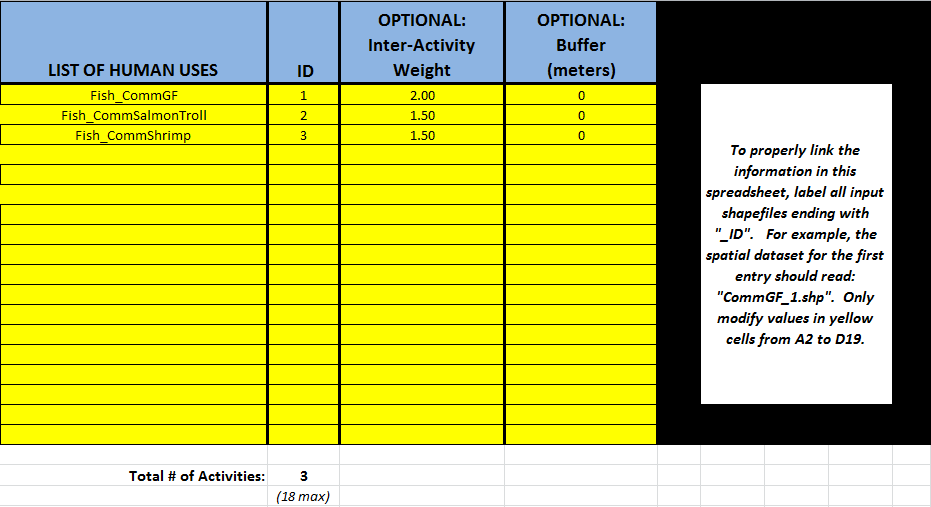 LIST OF HUMAN USES
ID
OPTIONAL:
Inter-Activity
Weight
OPTIONAL:
Buffer
(meters)
Fish_CommGF 1 2.00 0
Fish_CommSalmonTroll 2 1.50 0
Fish_CommShrimp 3 1.50 0
To properly link the
information in this
spreadsheet, label all input
shapefiles ending with
"_ID". For example, the
spatial dataset for the first
entry should read:
"CommGF_1.shp". Only
modify values in yellow
cells from A2 to D19.
Total # of Activities: 3
(18 max)